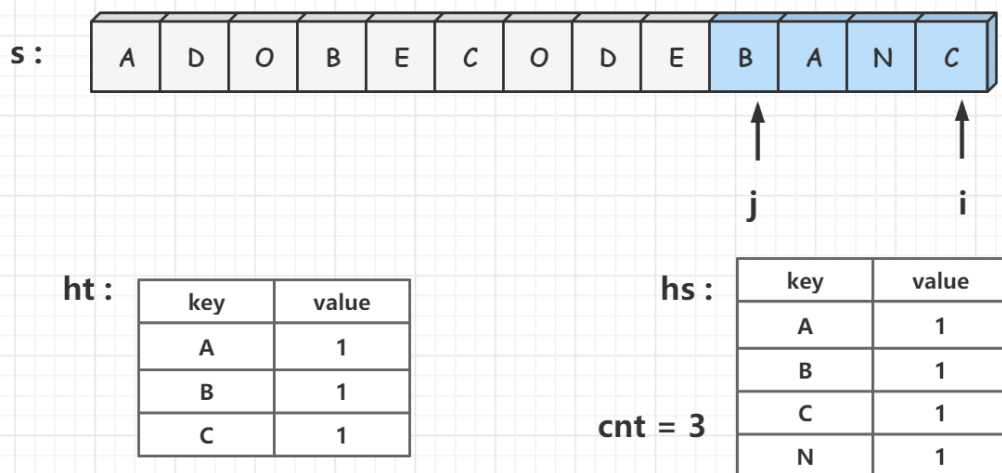 s : A D O B E C O D E B A N C
j i
ht : hs :
key value
A 1
B 1
C 1
key value
A 1
B 1
C 1
N 1
cnt = 3